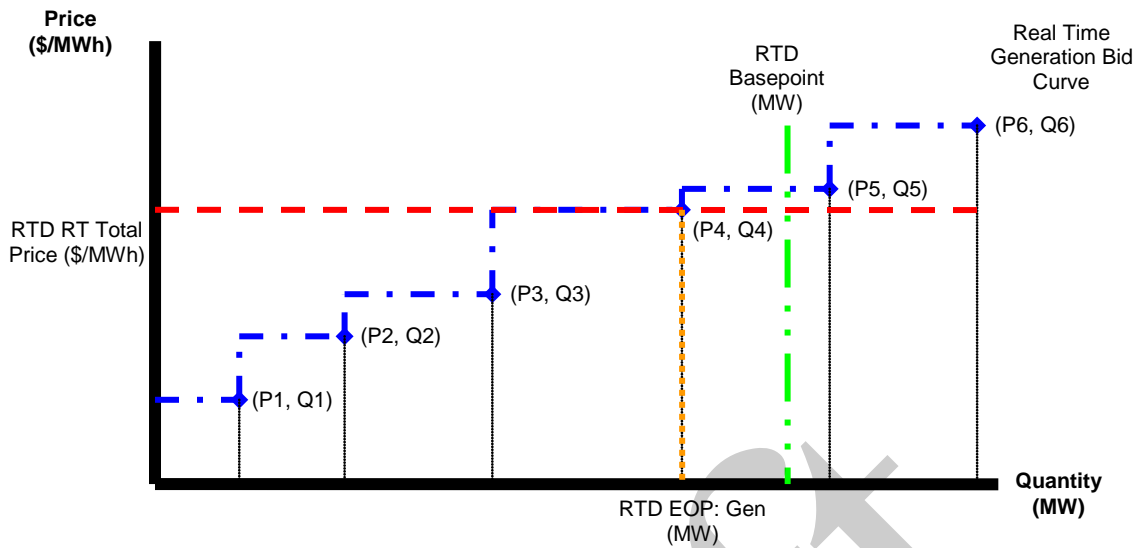 Price
($/MWh)
Real Time
Generation Bid
Curve
RTD
Basepoint
(MW)
(P6, Q6)
(P5, Q5)
RTD RT Total
Price ($/MWh)
(P4, Q4)
(P3, Q3)
(P2, Q2)
(P1, Q1)
Quantity
(MW)
RTD EOP: Gen
(MW)